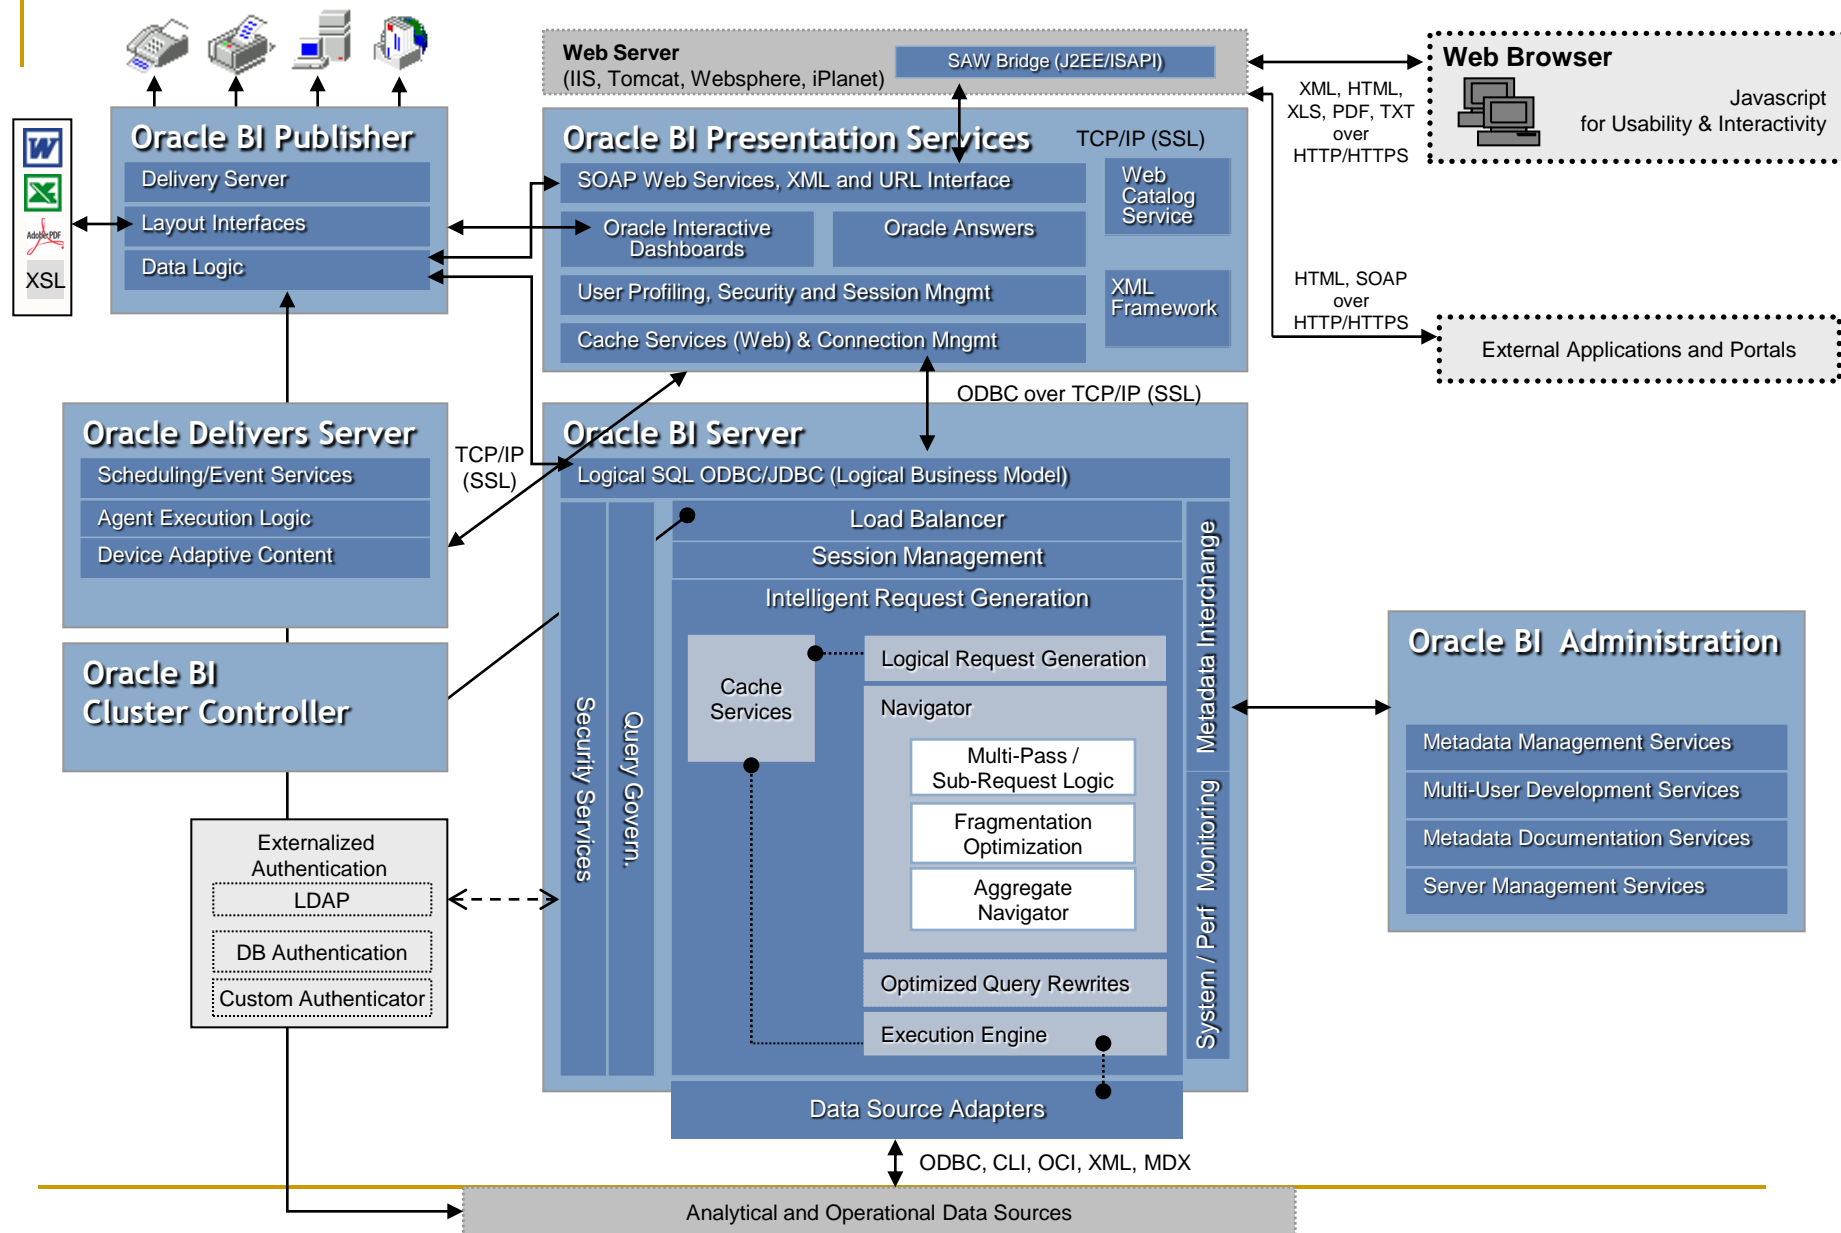 Web Server
(IIS, Tomcat, Websphere, iPlanet)
SAW Bridge (J2EE/ISAPI)
Web Browser
Javascript
for Usability & Interactivity
XML, HTML,
XLS, PDF, TXT
over
HTTP/HTTPS
HTML, SOAP
over
HTTP/HTTPS
External Applications and Portals
W
X
Adobe PDF
XSL
Oracle BI Publisher
Delivery Server
Layout Interfaces
Data Logic
Oracle BI Presentation Services
TCP/IP (SSL)
SOAP Web Services, XML and URL Interface
Oracle Interactive
Dashboards
Oracle Answers
User Profiling, Security and Session Mngmt
Cache Services (Web) & Connection Mngmt
Web
Catalog
Service
XML
Framework
ODBC over TCP/IP (SSL)
Oracle Delivers Server
Scheduling/Event Services
Agent Execution Logic
Device Adaptive Content
TCP/IP
(SSL)
Oracle BI
Cluster Controller
Externalized
Authentication
LDAP
DB Authentication
Custom Authenticator
Oracle BI Server
Logical SQL ODBC/JDBC (Logical Business Model)
Security Services
Query Govern.
Load Balancer
Session Management
Intelligent Request Generation
Cache
Services
Logical Request Generation
Navigator
Multi-Pass /
Sub-Request Logic
Fragmentation
Optimization
Aggregate
Navigator
Optimized Query Rewrites
Execution Engine
Metadata Interchange
System / Perf Monitoring
Data Source Adapters
ODBC, CLI, OCI, XML, MDX
Analytical and Operational Data Sources
Oracle BI Administration
Metadata Management Services
Multi-User Development Services
Metadata Documentation Services
Server Management Services